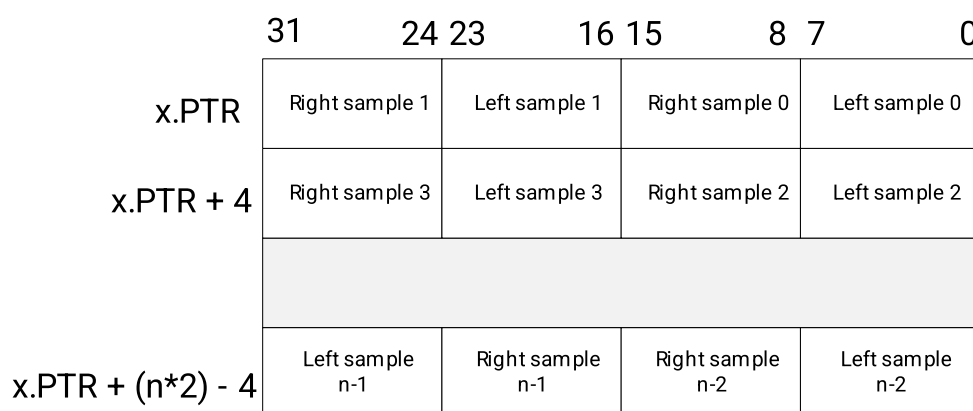 31 24 23 16 15 8 7 0
x.PTR Right sample 1 Left sample 1 Right sample 0 Left sample 0
x.PTR + 4 Right sample 3 Left sample 3 Right sample 2 Left sample 2
x.PTR + (n*2) - 4 Left sample Right sample Right sample Left sample
n-1 n-1 n-2 n-2